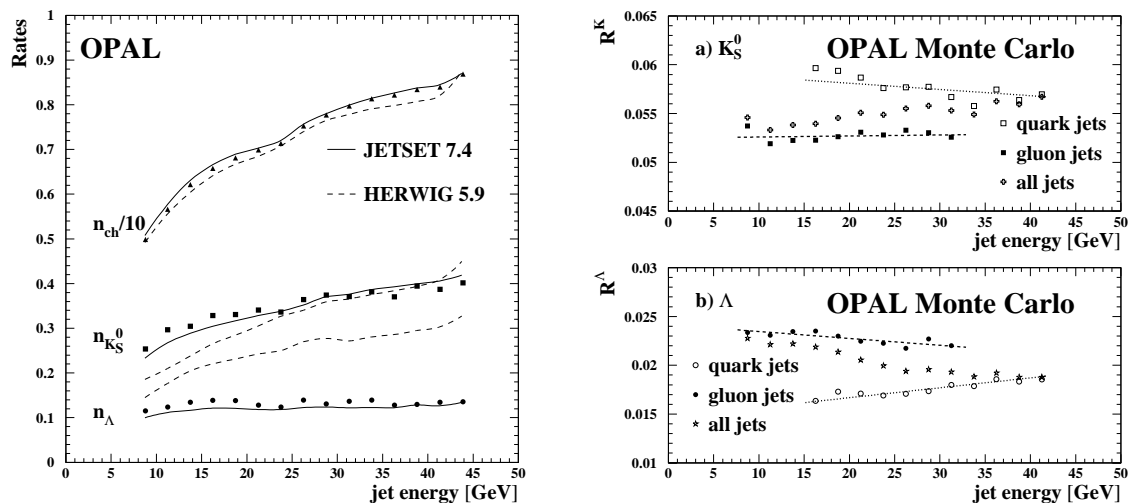 Rates
OPAL
1
0.9
0.8
0.7
0.6
0.5
0.4
0.3
0.2
0.1
0
JETSET 7.4
HERWIG 5.9
n_ch/10
n_K_S^0
n_Λ
0 5 10 15 20 25 30 35 40 45 50
jet energy [GeV]
R^K
a) K_S^0
OPAL Monte Carlo
0.065
0.06
0.055
0.05
0.045
quark jets
gluon jets
all jets
0 5 10 15 20 25 30 35 40 45 50
jet energy [GeV]
R^Λ
b) Λ
OPAL Monte Carlo
0.03
0.025
0.02
0.015
0.01
quark jets
gluon jets
all jets
0 5 10 15 20 25 30 35 40 45 50
jet energy [GeV]